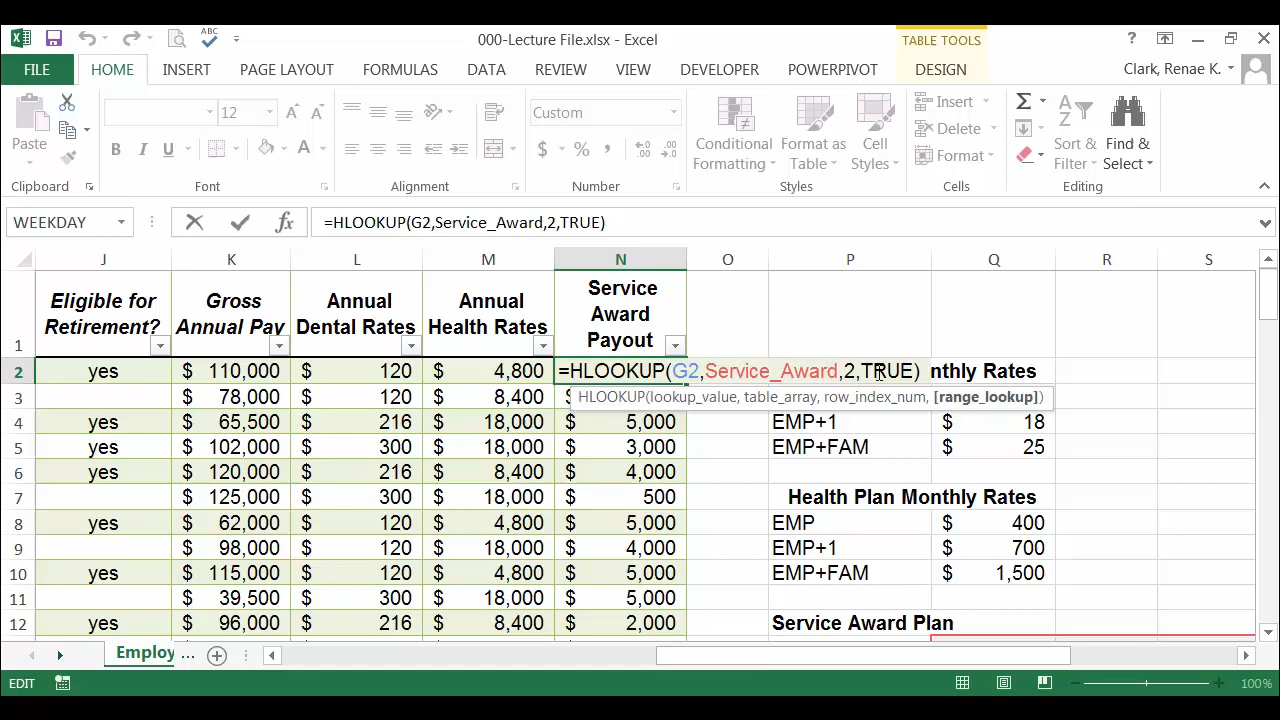 000-Lecture File.xlsx - Excel
TABLE TOOLS
FILE HOME INSERT PAGE LAYOUT FORMULAS DATA REVIEW VIEW DEVELOPER POWERPIVOT DESIGN Clark, Renae K.
Paste
12
B I U
A
Custom
$ % ,
Conditional Formatting
Format as Table
Cell Styles
Insert
Delete
Format
Sort & Filter
Find & Select
Clipboard Font Alignment Number Styles Cells Editing
WEEKDAY fx =HLOOKUP(G2,Service_Award,2,TRUE)
J K L M N O P Q R S
1 Eligible for Retirement? Gross Annual Pay Annual Dental Rates Annual Health Rates Service Award Payout
2 yes $ 110,000 $ 120 $ 4,800 =HLOOKUP(G2,Service_Award,2,TRUE) nthly Rates
HLOOKUP(lookup_value, table_array, row_index_num, [range_lookup])
3 $ 78,000 $ 120 $ 8,400
4 yes $ 65,500 $ 216 $ 18,000 $ 5,000 EMP+1 $ 18
5 $ 102,000 $ 300 $ 18,000 $ 3,000 EMP+FAM $ 25
6 yes $ 120,000 $ 216 $ 8,400 $ 4,000
7 $ 125,000 $ 300 $ 18,000 $ 500 Health Plan Monthly Rates
8 yes $ 62,000 $ 120 $ 4,800 $ 5,000 EMP $ 400
9 $ 98,000 $ 120 $ 18,000 $ 4,000 EMP+1 $ 700
10 yes $ 115,000 $ 120 $ 4,800 $ 5,000 EMP+FAM $ 1,500
11 $ 39,500 $ 300 $ 18,000 $ 5,000
12 yes $ 96,000 $ 216 $ 8,400 $ 2,000 Service Award Plan
Employ ...
EDIT 100%